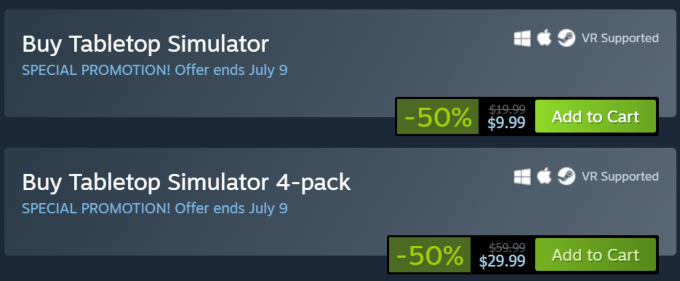 Buy Tabletop Simulator
VR Supported
SPECIAL PROMOTION! Offer ends July 9
-50%
$19.99
$9.99
Add to Cart
Buy Tabletop Simulator 4-pack
VR Supported
SPECIAL PROMOTION! Offer ends July 9
-50%
$59.99
$29.99
Add to Cart